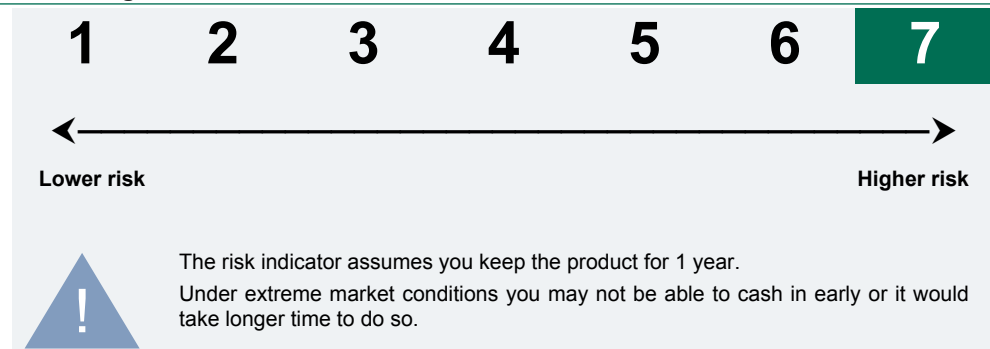 1 2 3 4 5 6 7
Lower risk Higher risk
!
The risk indicator assumes you keep the product for 1 year.
Under extreme market conditions you may not be able to cash in early or it would
take longer time to do so.